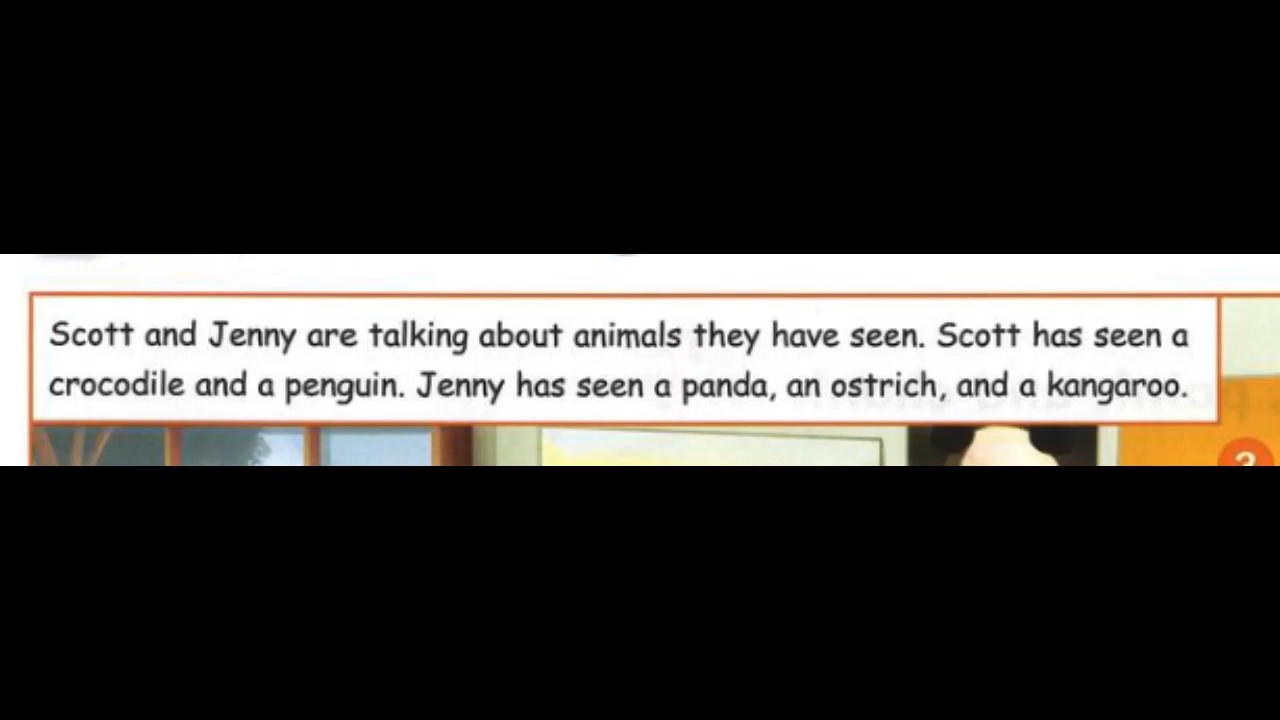 Scott and Jenny are talking about animals they have seen. Scott has seen a
crocodile and a penguin. Jenny has seen a panda, an ostrich, and a kangaroo.